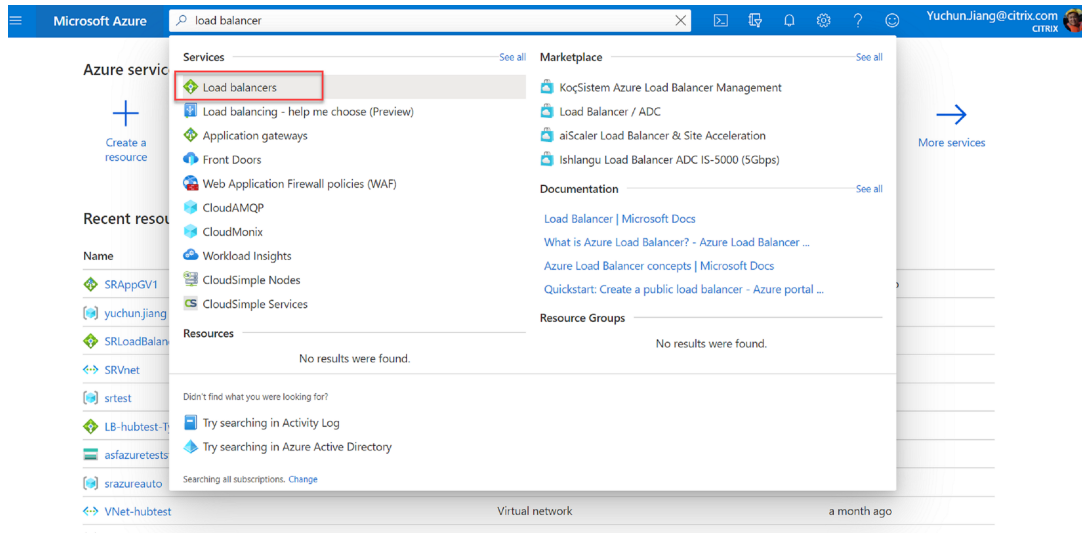 Microsoft Azure
load balancer
Yuchun.Jiang@citrix.com
CITRIX
Azure servic
Create a
resource
More services
Services
See all
Load balancers
Load balancing - help me choose (Preview)
Application gateways
Front Doors
Web Application Firewall policies (WAF)
CloudAMQP
CloudMonix
Workload Insights
CloudSimple Nodes
CloudSimple Services
Resources
No results were found.
Marketplace
See all
KoçSistem Azure Load Balancer Management
Load Balancer / ADC
aiScaler Load Balancer & Site Acceleration
Ishlangu Load Balancer ADC IS-5000 (5Gbps)
Documentation
See all
Load Balancer | Microsoft Docs
What is Azure Load Balancer? - Azure Load Balancer ...
Azure Load Balancer concepts | Microsoft Docs
Quickstart: Create a public load balancer - Azure portal ...
Resource Groups
No results were found.
Didn't find what you were looking for?
Try searching in Activity Log
Try searching in Azure Active Directory
Searching all subscriptions. Change
Recent resou
Name
SRAppGV1
yuchun.jiang
SRLoadBalan
SRVnet
srtest
LB-hubtest-T
asfazuretests
srazureauto
VNet-hubtest
Virtual network
a month ago